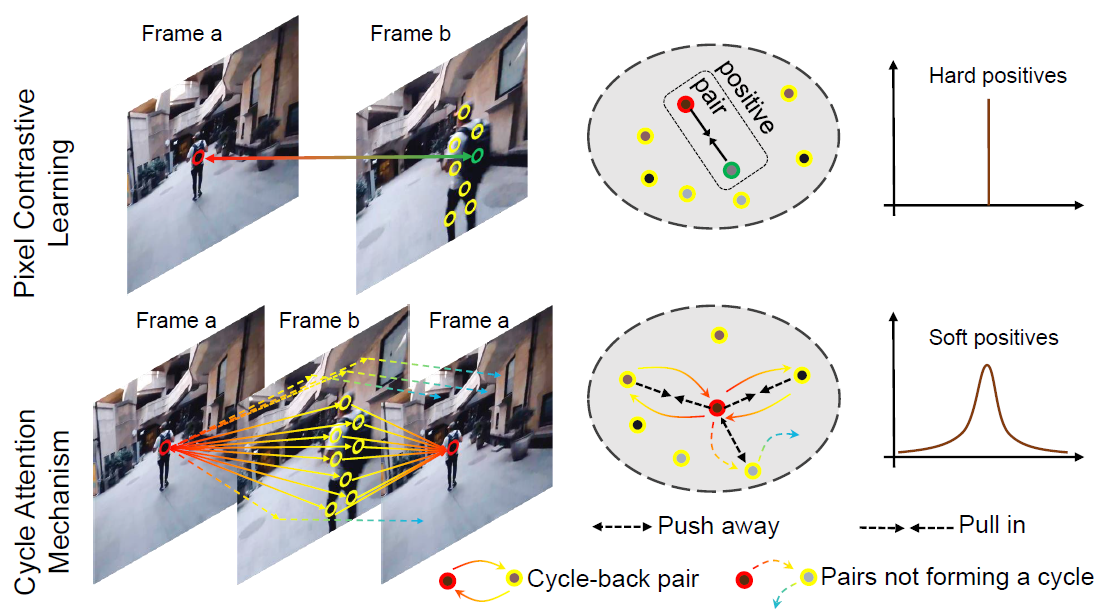 Frame a
Frame b
Pixel Contrastive
Learning
positive
pair
Hard positives
Frame a
Frame b
Frame a
Cycle Attention
Mechanism
Soft positives
Push away
Pull in
Cycle-back pair
Pairs not forming a cycle